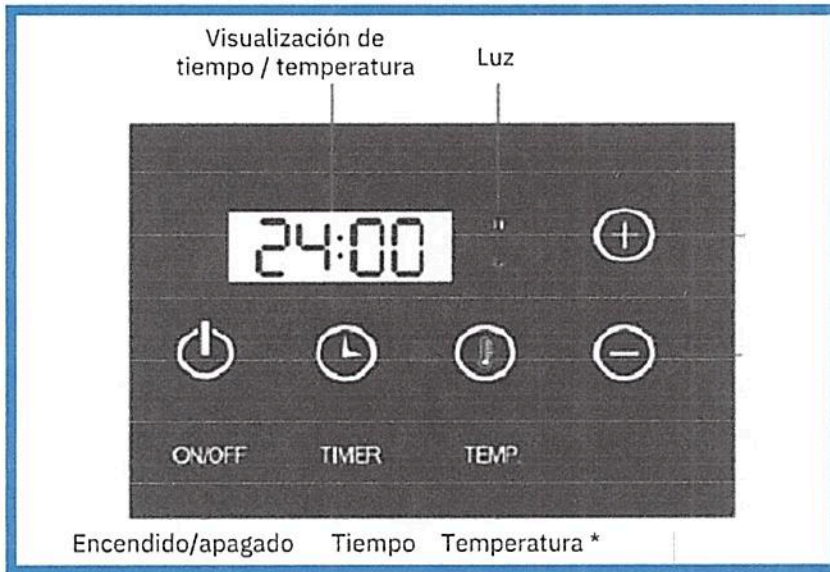 Visualización de
tiempo / temperatura
Luz
24:00
ON/OFF TIMER TEMP.
Encendido/apagado Tiempo Temperatura *